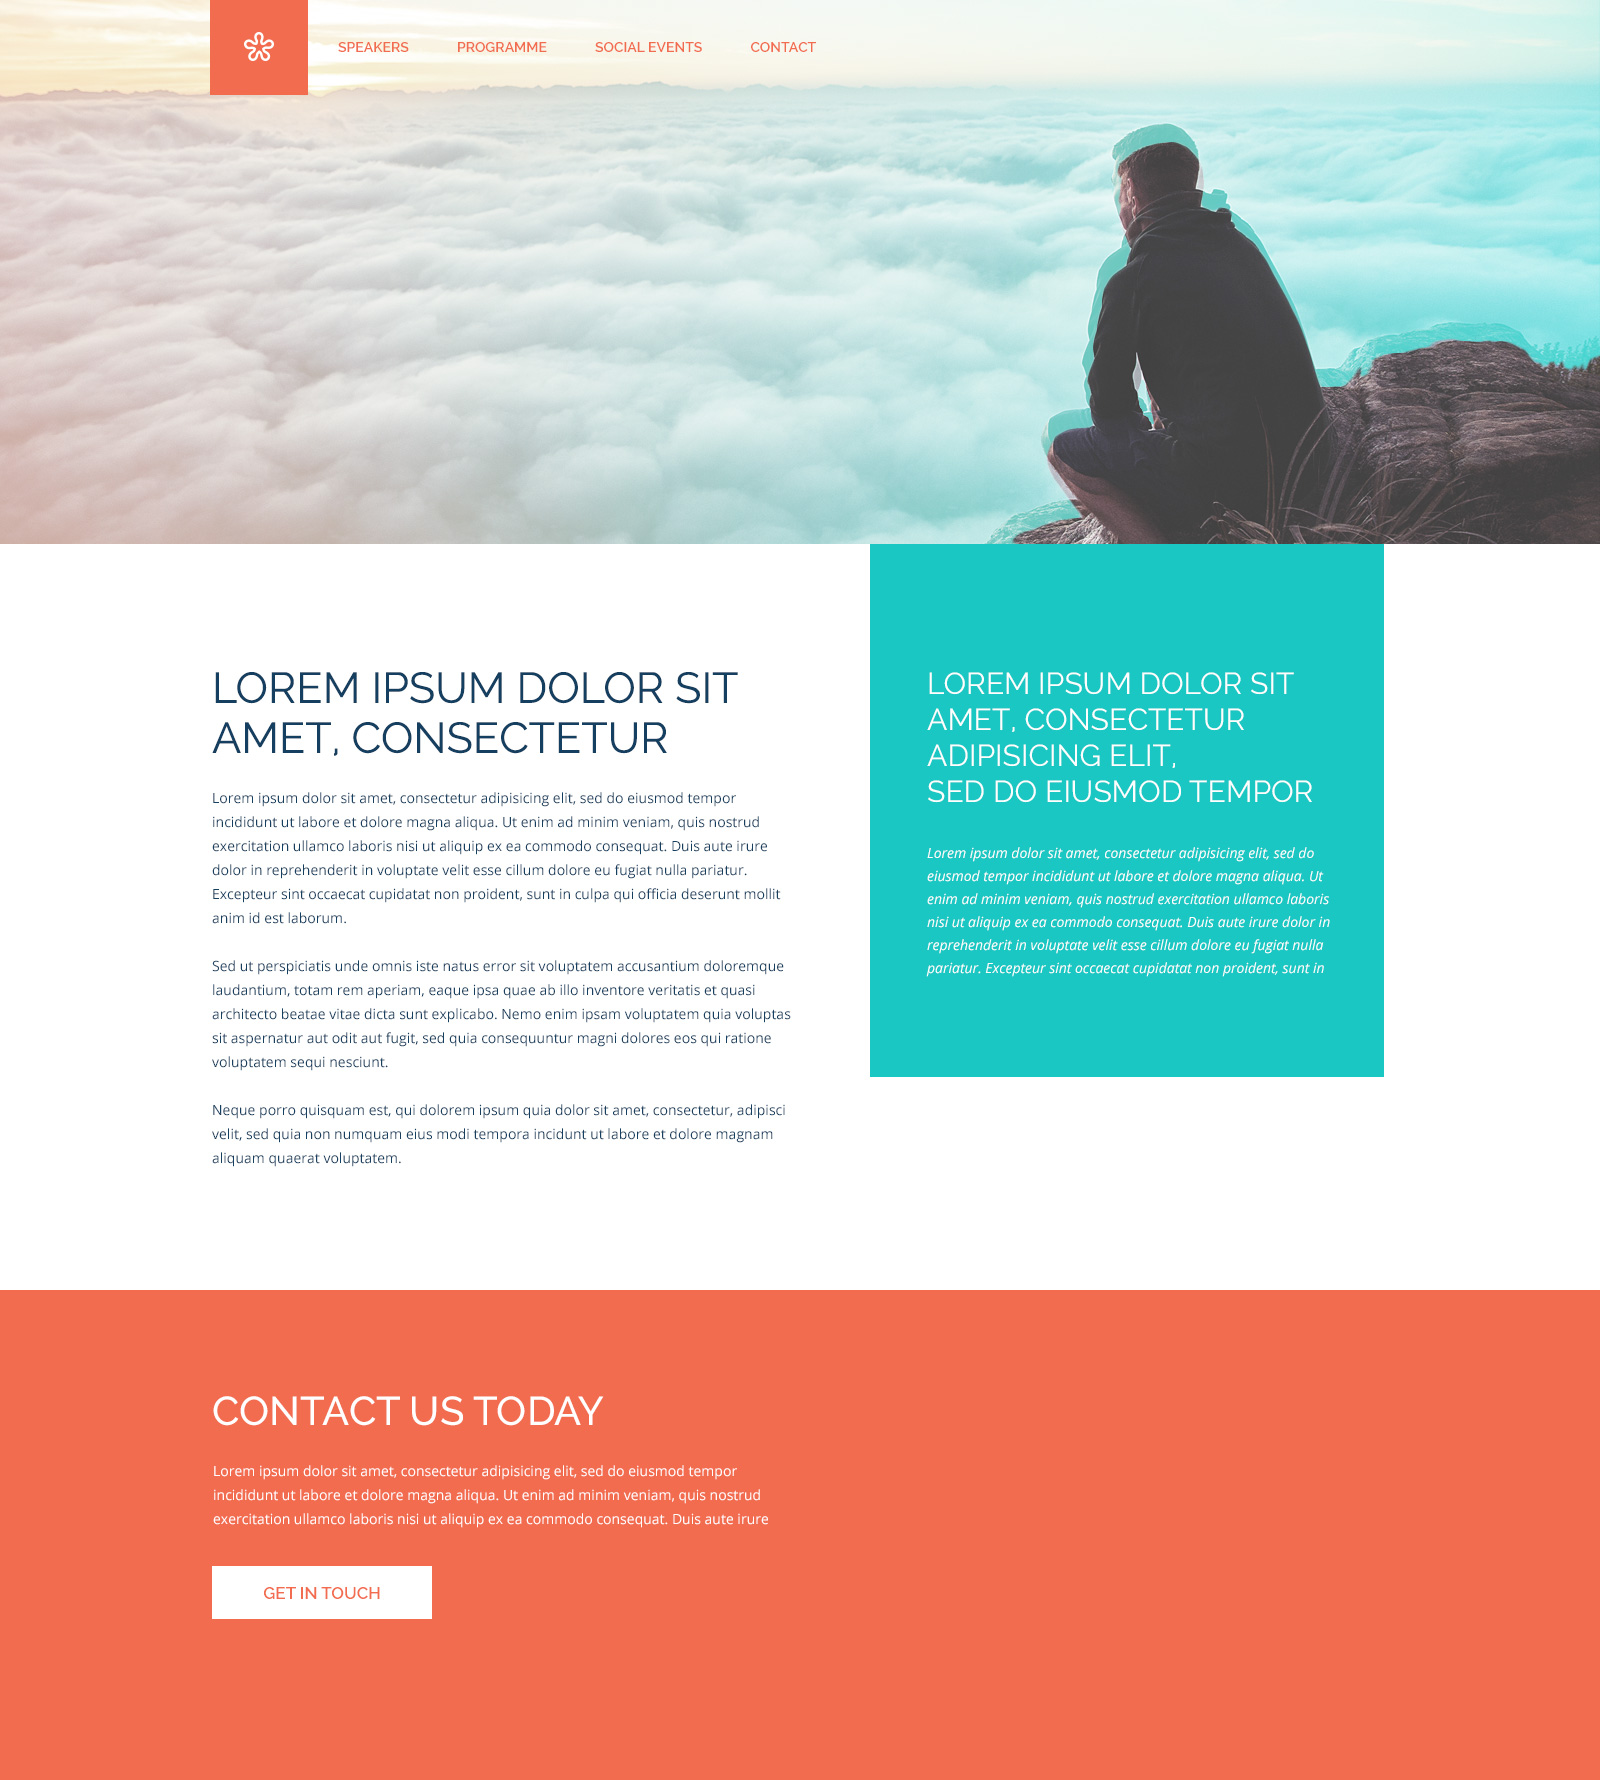 SPEAKERS PROGRAMME SOCIAL EVENTS CONTACT
LOREM IPSUM DOLOR SIT
AMET, CONSECTETUR
Lorem ipsum dolor sit amet, consectetur adipisicing elit, sed do eiusmod tempor
incididunt ut labore et dolore magna aliqua. Ut enim ad minim veniam, quis nostrud
exercitation ullamco laboris nisi ut aliquip ex ea commodo consequat. Duis aute irure
dolor in reprehenderit in voluptate velit esse cillum dolore eu fugiat nulla pariatur.
Excepteur sint occaecat cupidatat non proident, sunt in culpa qui officia deserunt mollit
anim id est laborum.
Sed ut perspiciatis unde omnis iste natus error sit voluptatem accusantium doloremque
laudantium, totam rem aperiam, eaque ipsa quae ab illo inventore veritatis et quasi
architecto beatae vitae dicta sunt explicabo. Nemo enim ipsam voluptatem quia voluptas
sit aspernatur aut odit aut fugit, sed quia consequuntur magni dolores eos qui ratione
voluptatem sequi nesciunt.
Neque porro quisquam est, qui dolorem ipsum quia dolor sit amet, consectetur, adipisci
velit, sed quia non numquam eius modi tempora incidunt ut labore et dolore magnam
aliquam quaerat voluptatem.
LOREM IPSUM DOLOR SIT
AMET, CONSECTETUR
ADIPISICING ELIT,
SED DO EIUSMOD TEMPOR
Lorem ipsum dolor sit amet, consectetur adipisicing elit, sed do
eiusmod tempor incididunt ut labore et dolore magna aliqua. Ut
enim ad minim veniam, quis nostrud exercitation ullamco laboris
nisi ut aliquip ex ea commodo consequat. Duis aute irure dolor in
reprehenderit in voluptate velit esse cillum dolore eu fugiat nulla
pariatur. Excepteur sint occaecat cupidatat non proident, sunt in
CONTACT US TODAY
Lorem ipsum dolor sit amet, consectetur adipisicing elit, sed do eiusmod tempor
incididunt ut labore et dolore magna aliqua. Ut enim ad minim veniam, quis nostrud
exercitation ullamco laboris nisi ut aliquip ex ea commodo consequat. Duis aute irure
GET IN TOUCH